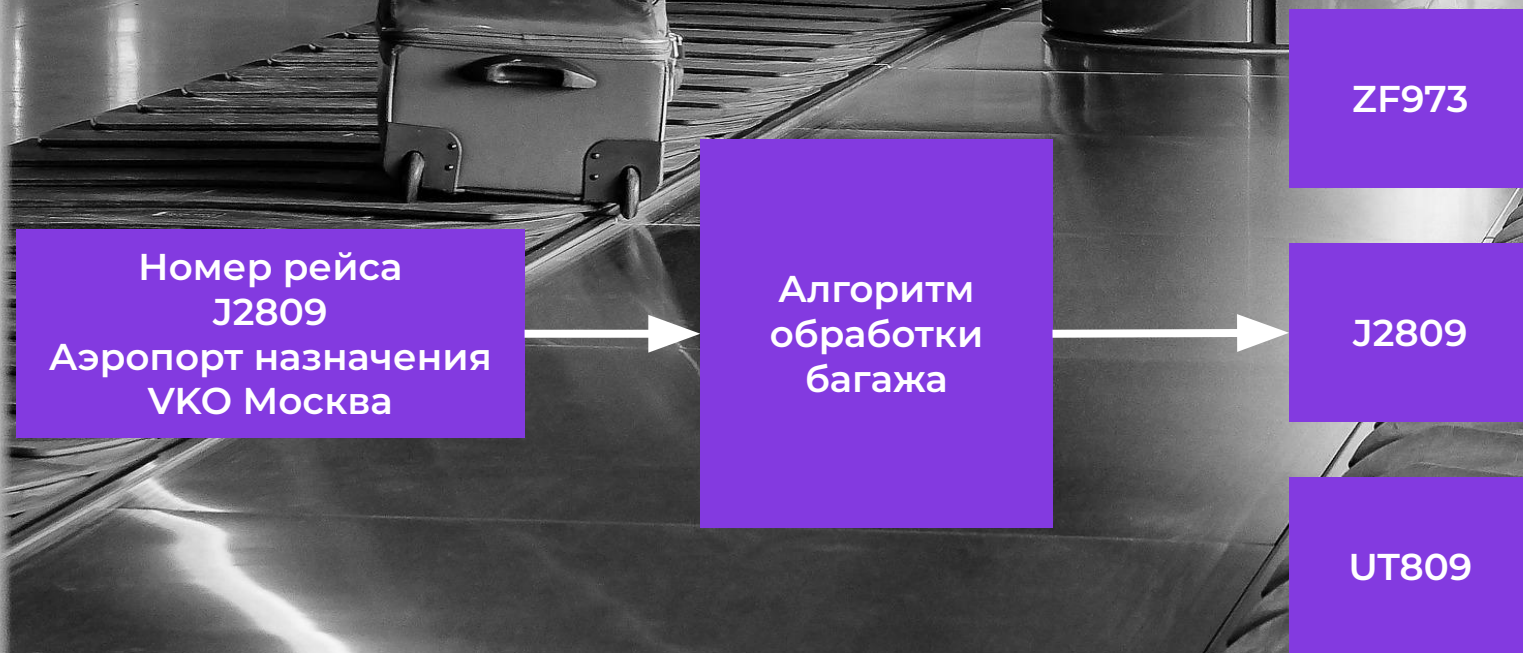 Номер рейса
J2809
Аэропорт назначения
VKO Москва
Алгоритм
обработки
багажа
ZF973
J2809
UT809